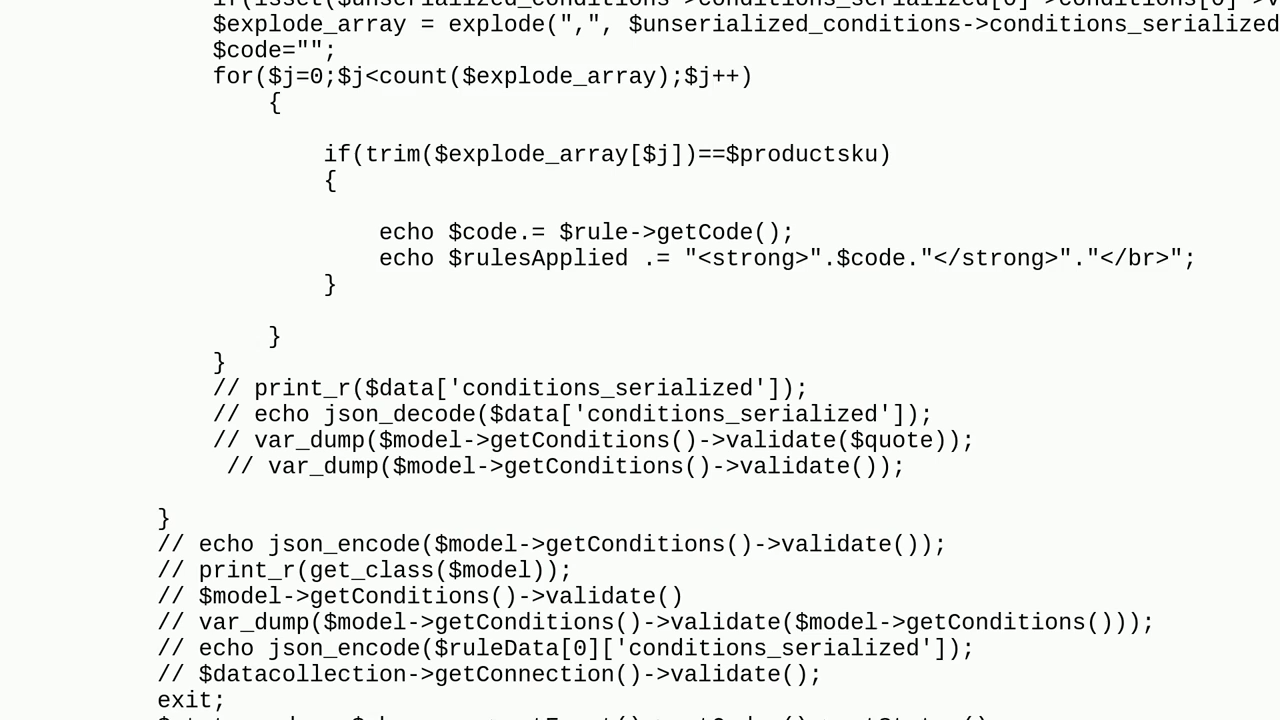 $explode_array = explode(",", $unserialized_conditions->conditions_serialized
$code="";
for($j=0;$j<count($explode_array);$j++)
{
if(trim($explode_array[$j])==$productsku)
{
echo $code.= $rule->getCode();
echo $rulesApplied .= "<strong>".$code."</strong>"."</br>";
}
}
}
// print_r($data['conditions_serialized']);
// echo json_decode($data['conditions_serialized']);
// var_dump($model->getConditions()->validate($quote));
// var_dump($model->getConditions()->validate());
}
// echo json_encode($model->getConditions()->validate());
// print_r(get_class($model));
// $model->getConditions()->validate()
// var_dump($model->getConditions()->validate($model->getConditions()));
// echo json_encode($ruleData[0]['conditions_serialized']);
// $datacollection->getConnection()->validate();
exit;